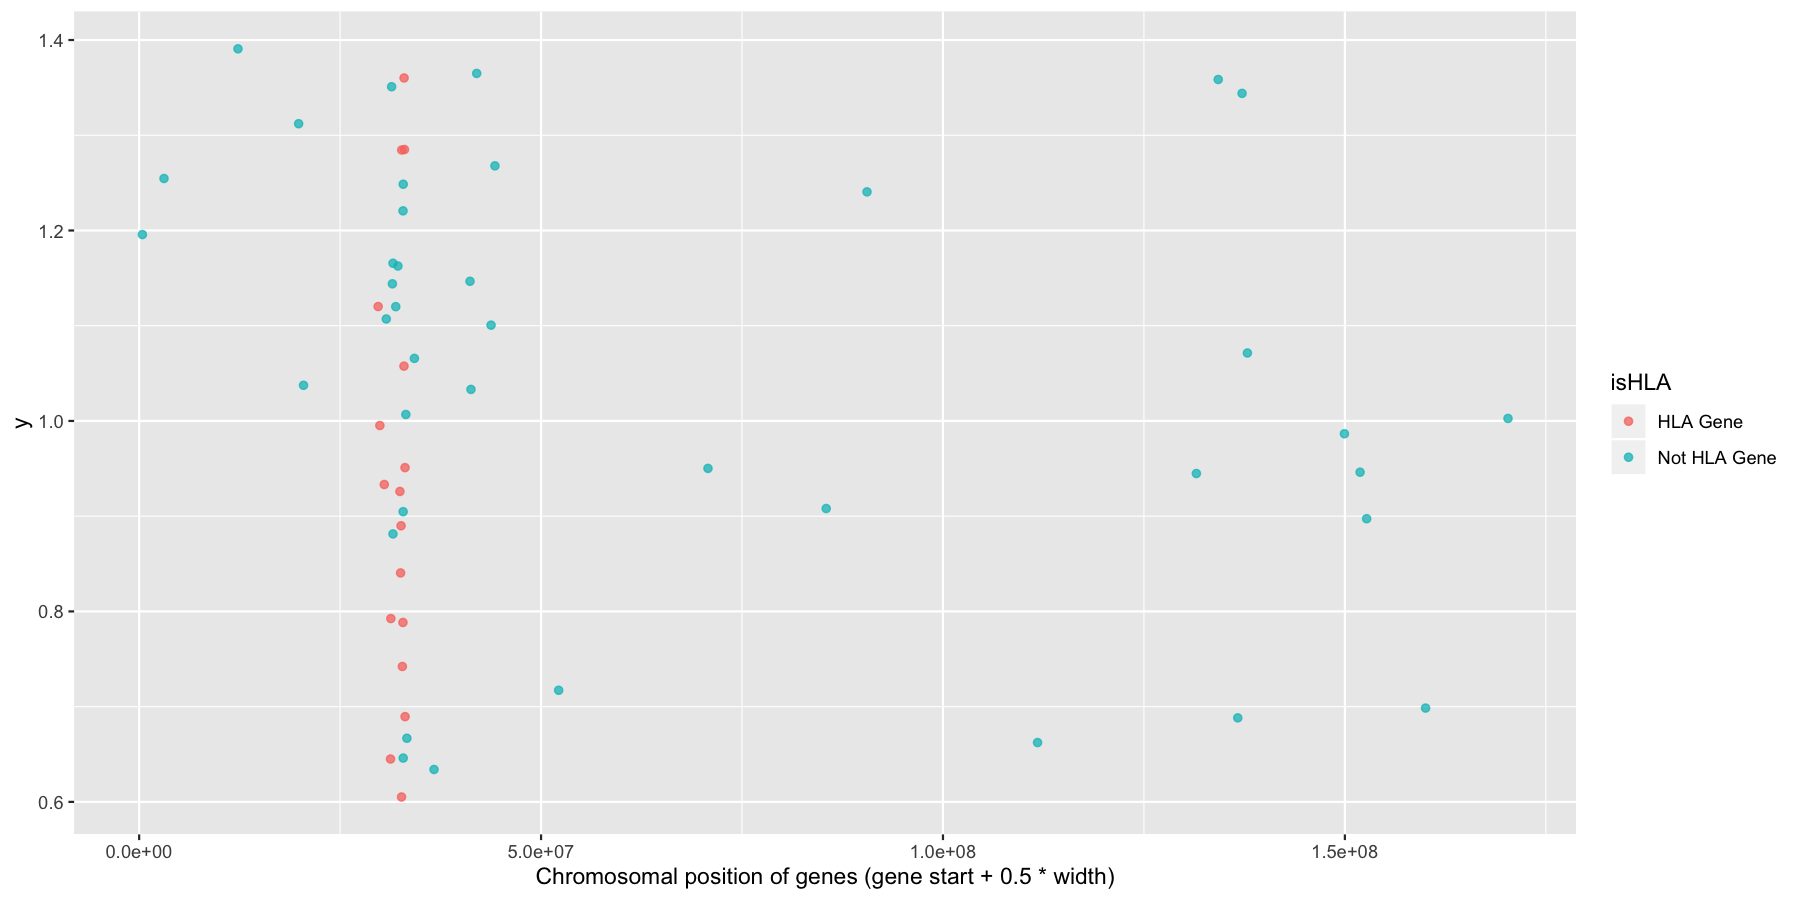 1.4
1.2
1.0
0.8
0.6
y
0.0e+00
5.0e+07
1.0e+08
1.5e+08
Chromosomal position of genes (gene start + 0.5 * width)
isHLA
HLA Gene
Not HLA Gene